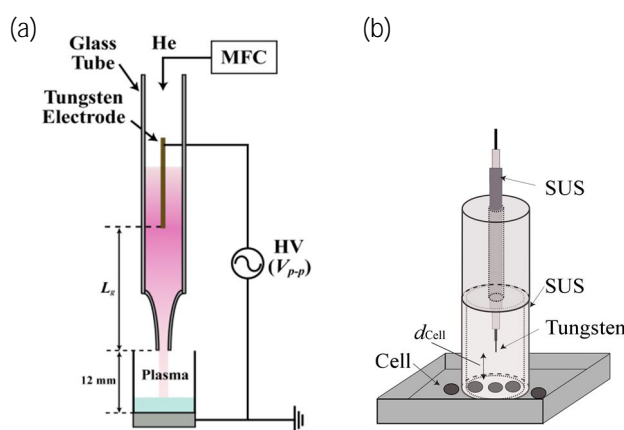 (a)
Glass
Tube
He
MFC
Tungsten
Electrode
HV
(Vp-p)
Lg
12 mm
Plasma
(b)
SUS
SUS
Tungsten
dCell
Cell